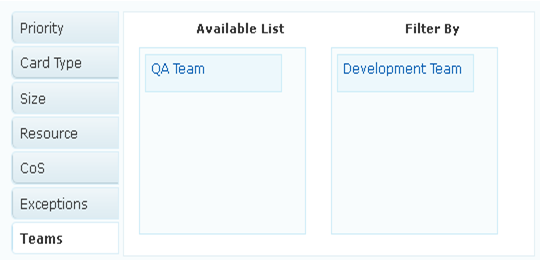 Priority
Card Type
Size
Resource
CoS
Exceptions
Teams
Available List
QA Team
Filter By
Development Team